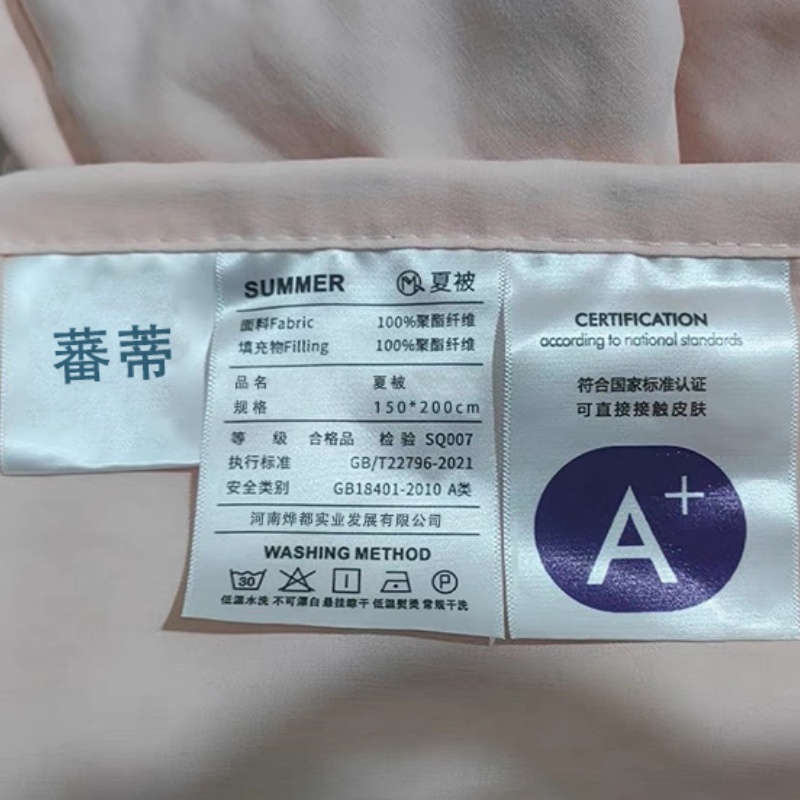 蕃蒂
SUMMER 夏被
面料Fabric 100%聚酯纤维
填充物Filling 100%聚酯纤维
品名 夏被
规格 150*200cm
等级 合格品 检验 SQ007
执行标准 GB/T22796-2021
安全类别 GB18401-2010 A类
河南烨都实业发展有限公司
WASHING METHOD
30 P
低温水洗 不可漂白 悬挂晾干 低温熨烫 常规干洗
CERTIFICATION
according to national standards
符合国家标准认证
可直接接触皮肤
A+